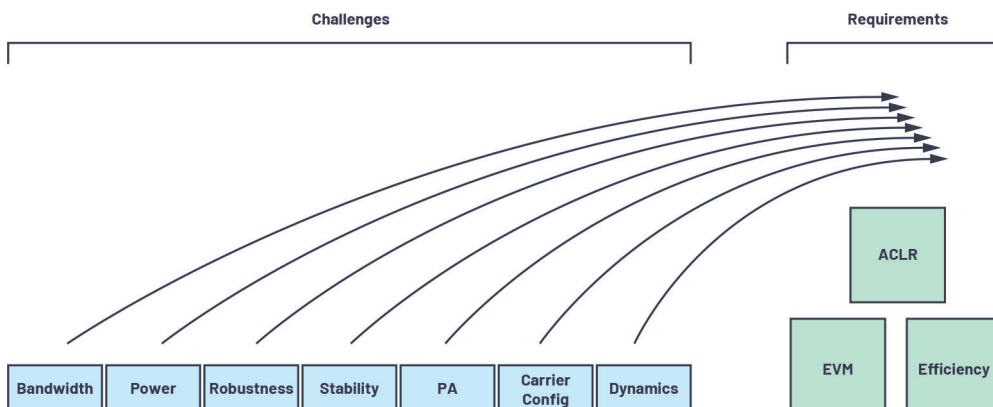 Challenges
Requirements
ACLR
EVM
Efficiency
Bandwidth
Power
Robustness
Stability
PA
Carrier
Config
Dynamics